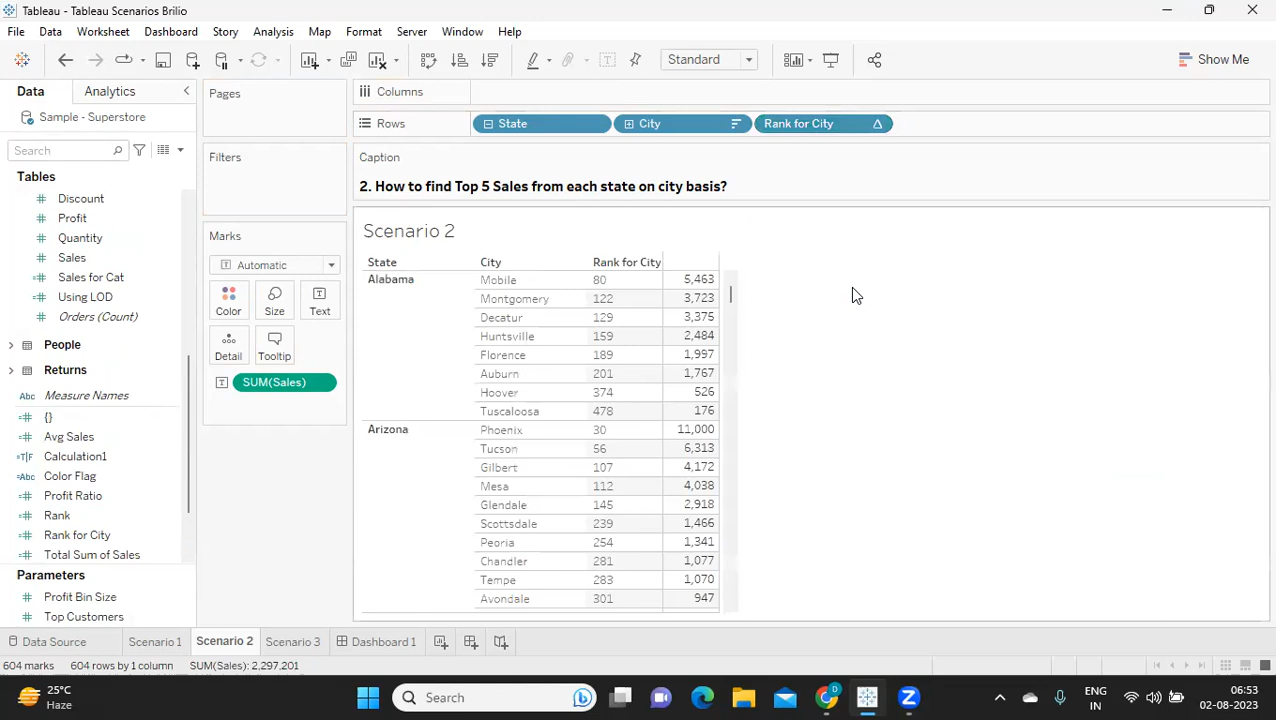 Tableau - Tableau Scenarios Brilio
File Data Worksheet Dashboard Story Analysis Map Format Server Window Help
Standard Show Me
Data Analytics
Sample - Superstore
Search
Tables
Discount
Profit
Quantity
Sales
Sales for Cat
Using LOD
Orders (Count)
People
Returns
Abc Measure Names
{}
Avg Sales
Calculation1
Abc Color Flag
Profit Ratio
Rank
Rank for City
Total Sum of Sales
Parameters
Profit Bin Size
Top Customers
Pages
Filters
Marks
Automatic
Color Size Text
Detail Tooltip
SUM(Sales)
Columns
Rows State City Rank for City
Caption
2. How to find Top 5 Sales from each state on city basis?
Scenario 2
State City Rank for City
Alabama Mobile 80 5,463
Montgomery 122 3,723
Decatur 129 3,375
Huntsville 159 2,484
Florence 189 1,997
Auburn 201 1,767
Hoover 374 526
Tuscaloosa 478 176
Arizona Phoenix 30 11,000
Tucson 56 6,313
Gilbert 107 4,172
Mesa 112 4,038
Glendale 145 2,918
Scottsdale 239 1,466
Peoria 254 1,341
Chandler 281 1,077
Tempe 283 1,070
Avondale 301 947
Data Source Scenario 1 Scenario 2 Scenario 3 Dashboard 1
604 marks 604 rows by 1 column SUM(Sales): 2,297,201
25°C
Haze
Search
ENG
IN
06:53
02-08-2023